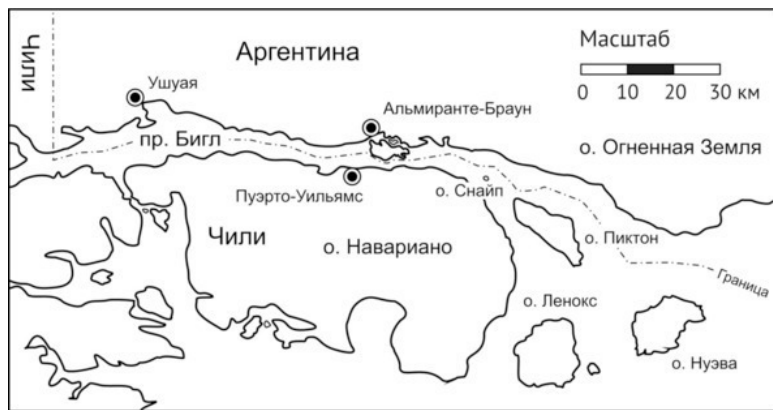 Чили
Аргентина
Масштаб
0 10 20 30 км
Ушуая
Альмиранте-Браун
пр. Бигл
о. Огненная Земля
Пуэрто-Уильямс
о. Снайп
Чили
о. Навариано
о. Пиктон
Граница
о. Ленокс
о. Нуэва